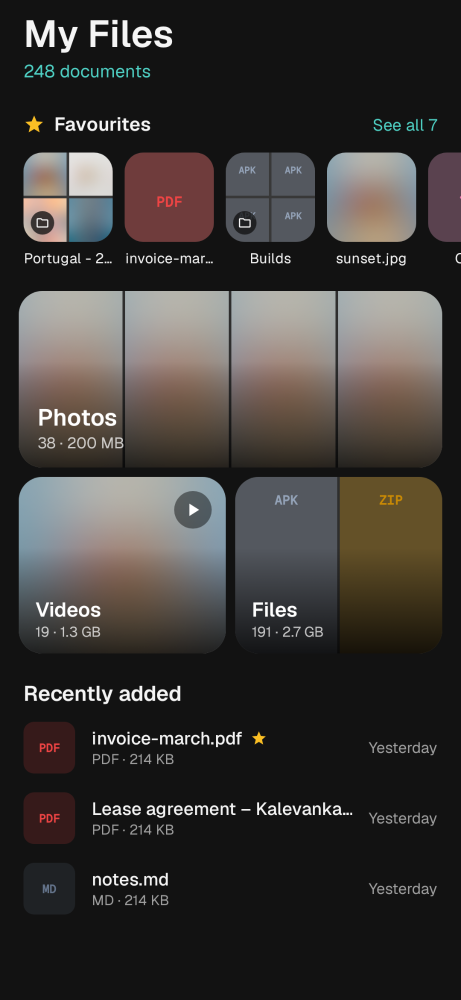 My Files
248 documents
Favourites
See all 7
PDF
APK APK
APK
Portugal - 2...
invoice-mar...
Builds
sunset.jpg
Photos
38 · 200 MB
APK
ZIP
Videos
19 · 1.3 GB
Files
191 · 2.7 GB
Recently added
PDF
invoice-march.pdf
PDF · 214 KB
Yesterday
PDF
Lease agreement – Kalevanka...
PDF · 214 KB
Yesterday
MD
notes.md
MD · 214 KB
Yesterday